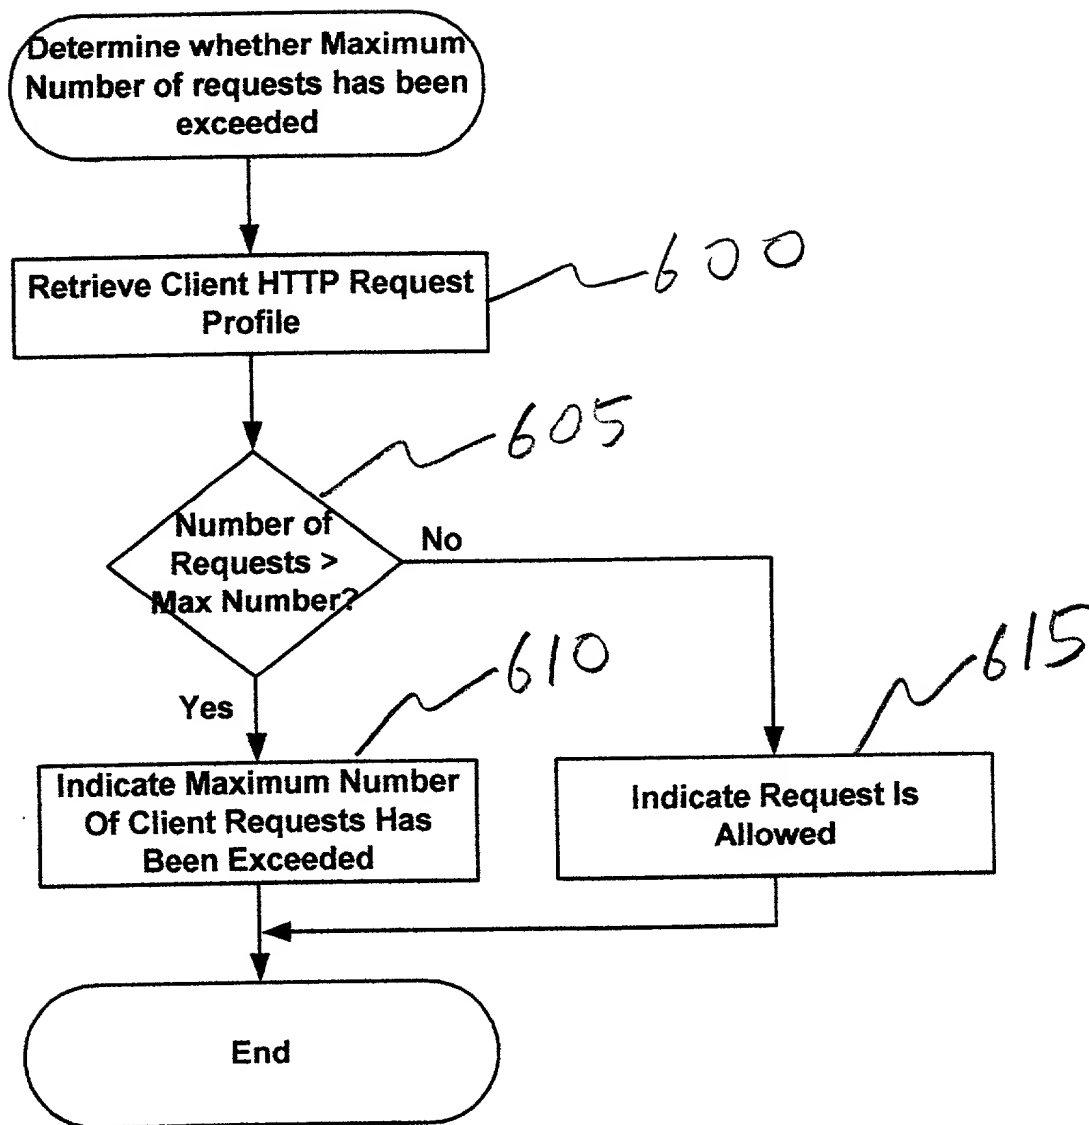 Determine whether Maximum
Number of requests has been
exceeded
Retrieve Client HTTP Request
Profile
600
605
Number of
Requests >
Max Number?
No
Yes
610
615
Indicate Maximum Number
Of Client Requests Has
Been Exceeded
Indicate Request Is
Allowed
End